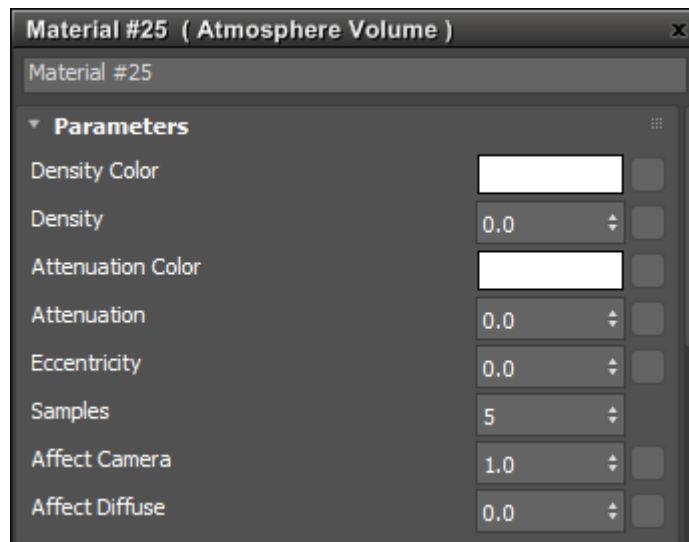 Material #25 ( Atmosphere Volume ) x
Material #25
Parameters
Density Color
Density 0.0
Attenuation Color
Attenuation 0.0
Eccentricity 0.0
Samples 5
Affect Camera 1.0
Affect Diffuse 0.0